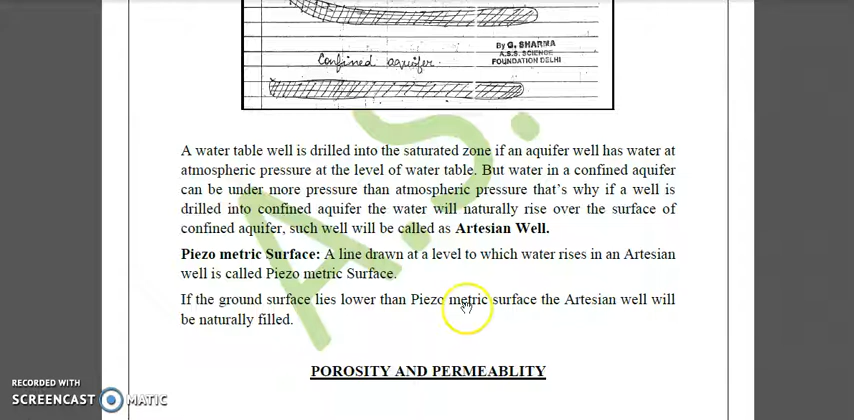 By G. SHARMA
A.S.S. SCIENCE
FOUNDATION DELHI
Confined aquifer.
A water table well is drilled into the saturated zone if an aquifer well has water at
atmospheric pressure at the level of water table. But water in a confined aquifer
can be under more pressure than atmospheric pressure that's why if a well is
drilled into confined aquifer the water will naturally rise over the surface of
confined aquifer, such well will be called as Artesian Well.
Piezo metric Surface: A line drawn at a level to which water rises in an Artesian
well is called Piezo metric Surface.
If the ground surface lies lower than Piezo metric surface the Artesian well will
be naturally filled.
POROSITY AND PERMEABLITY
A.S.
RECORDED WITH
SCREENCAST MATIC